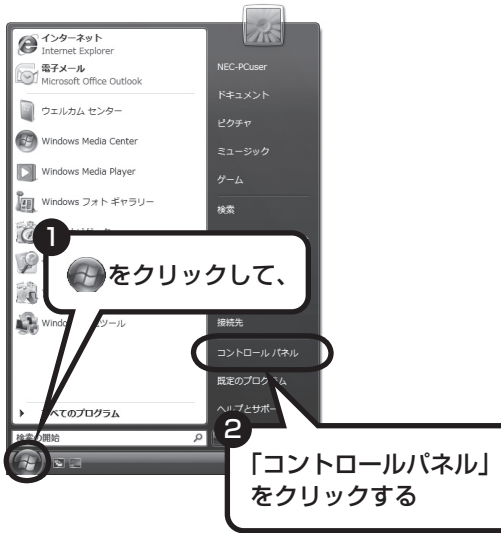 インターネット
Internet Explorer
電子メール
Microsoft Office Outlook
ウェルカム センター
Windows Media Center
Windows Media Player
Windows フォト ギャラリー
すべてのプログラム
検索の開始
NEC-PCuser
ドキュメント
ピクチャ
ミュージック
ゲーム
検索
接続先
コントロール パネル
既定のプログラム
ヘルプとサポ
1
をクリックして、
2
「コントロールパネル」
をクリックする